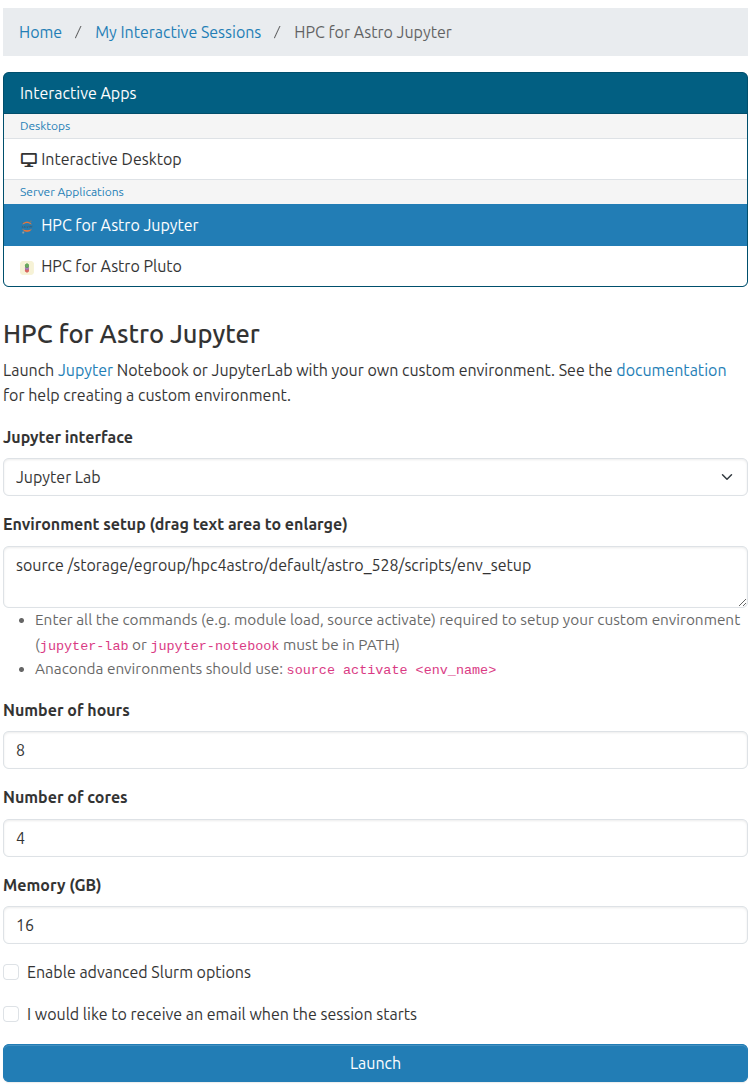 Home / My Interactive Sessions / HPC for Astro Jupyter
Interactive Apps
Desktops
Interactive Desktop
Server Applications
HPC for Astro Jupyter
HPC for Astro Pluto
HPC for Astro Jupyter
Launch Jupyter Notebook or JupyterLab with your own custom environment. See the documentation
for help creating a custom environment.
Jupyter interface
Jupyter Lab
Environment setup (drag text area to enlarge)
source /storage/egroup/hpc4astro/default/astro_528/scripts/env_setup
• Enter all the commands (e.g. module load, source activate) required to setup your custom environment
(jupyter-lab or jupyter-notebook must be in PATH)
• Anaconda environments should use: source activate <env_name>
Number of hours
8
Number of cores
4
Memory (GB)
16
Enable advanced Slurm options
I would like to receive an email when the session starts
Launch